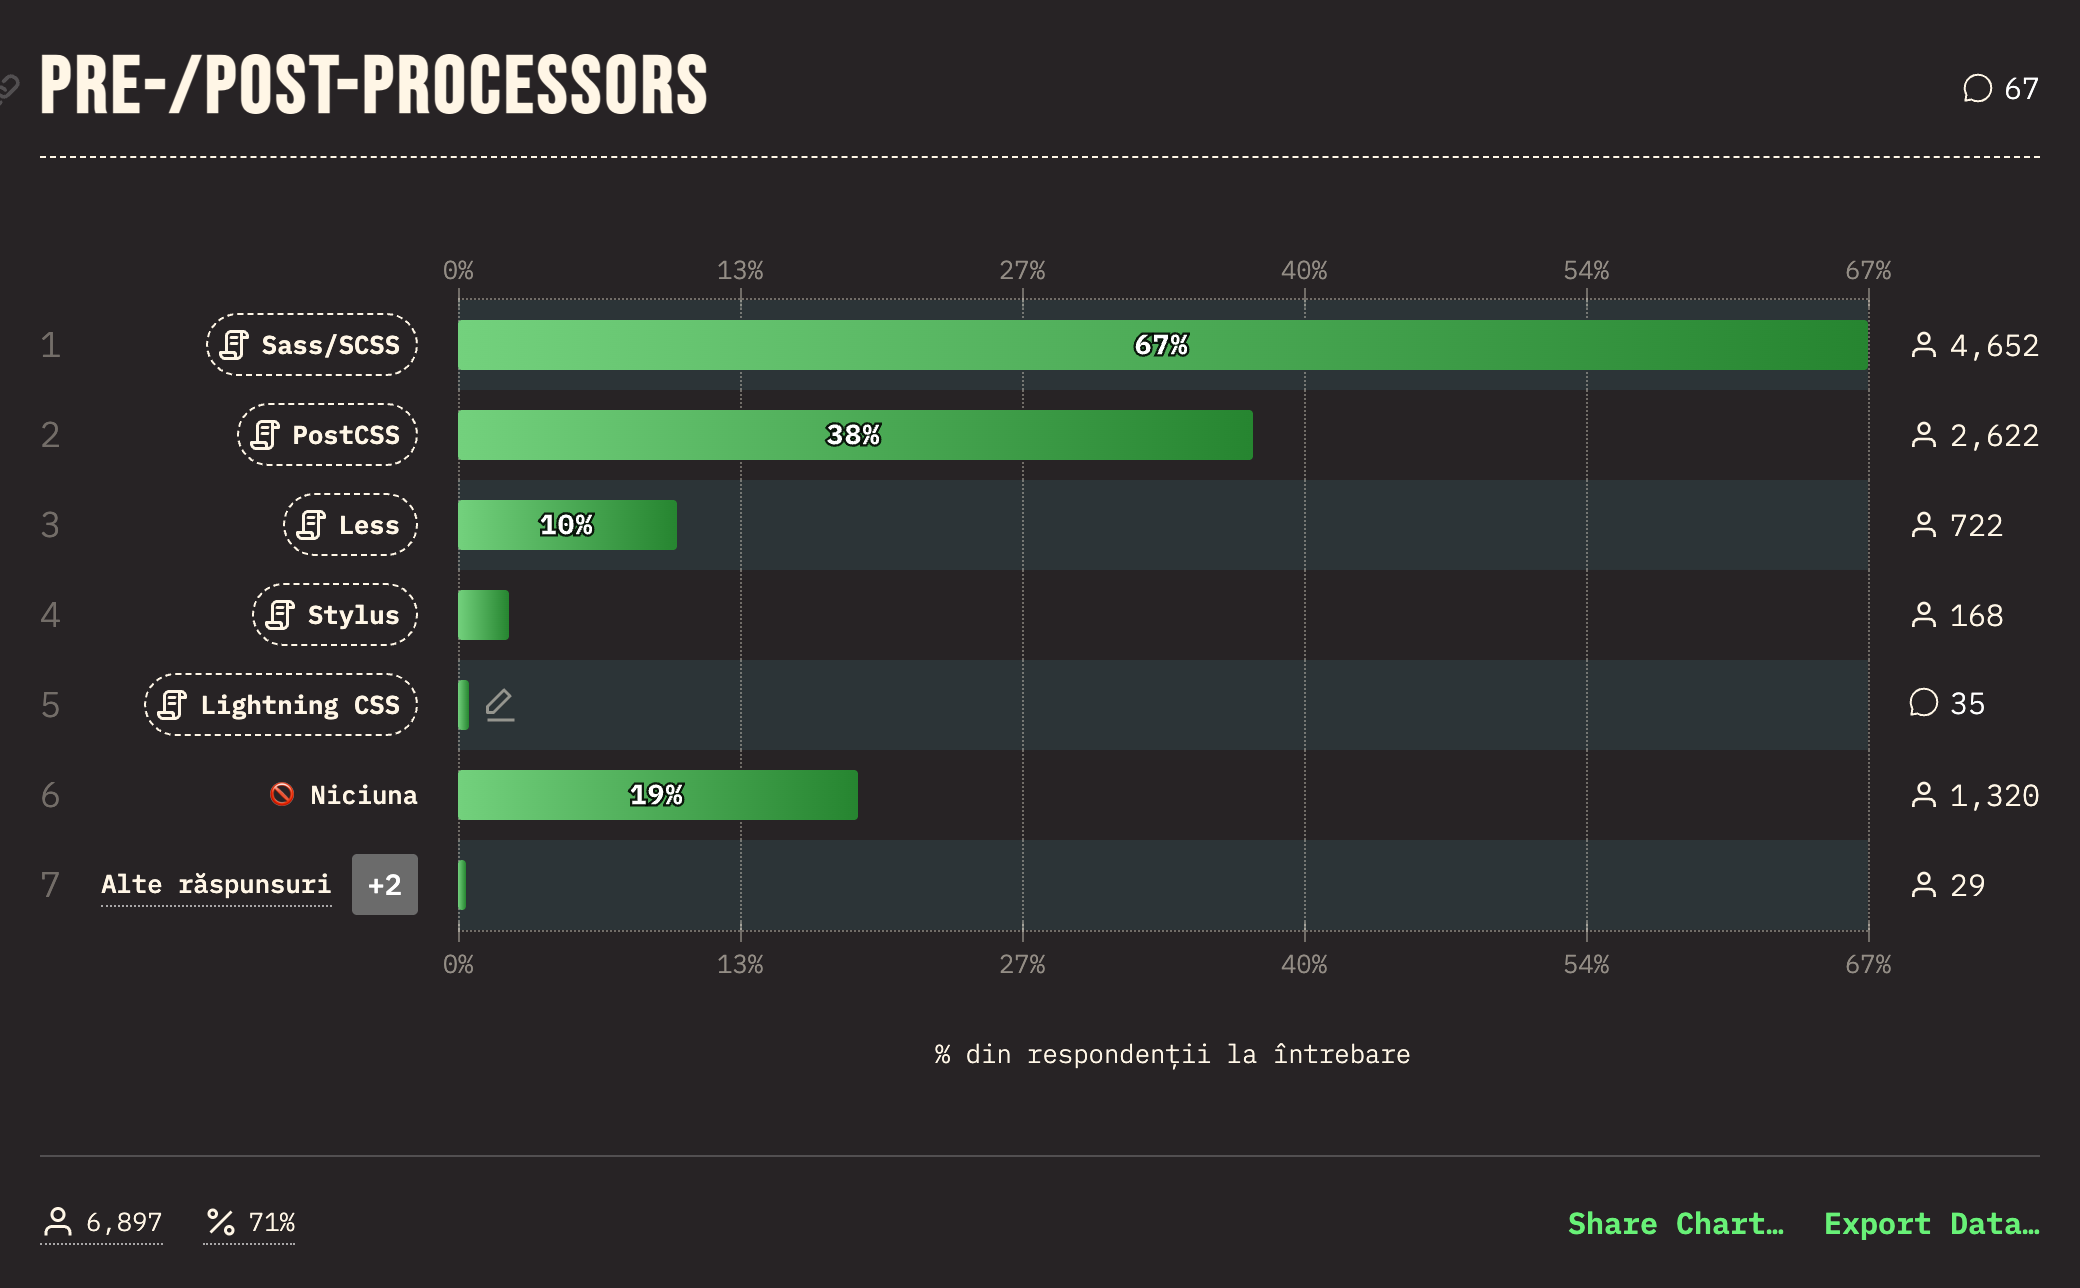 PRE-/POST-PROCESSORS
67
0% 13% 27% 40% 54% 67%
1 Sass/SCSS 67% 4,652
2 PostCSS 38% 2,622
3 Less 10% 722
4 Stylus 168
5 Lightning CSS 35
6 Niciuna 19% 1,320
7 Alte răspunsuri +2 29
0% 13% 27% 40% 54% 67%
% din respondenții la întrebare
6,897 71% Share Chart… Export Data…